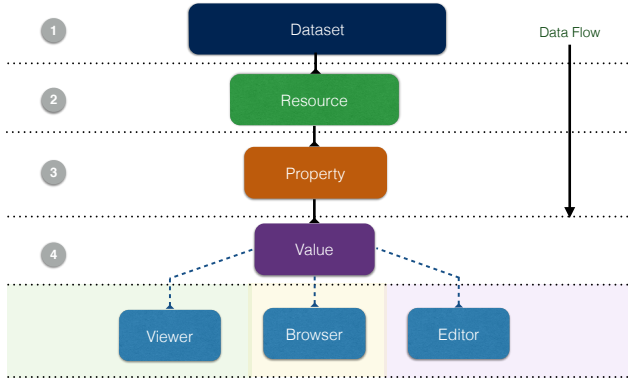 1
Dataset
Data Flow
2
Resource
3
Property
4
Value
Viewer
Browser
Editor